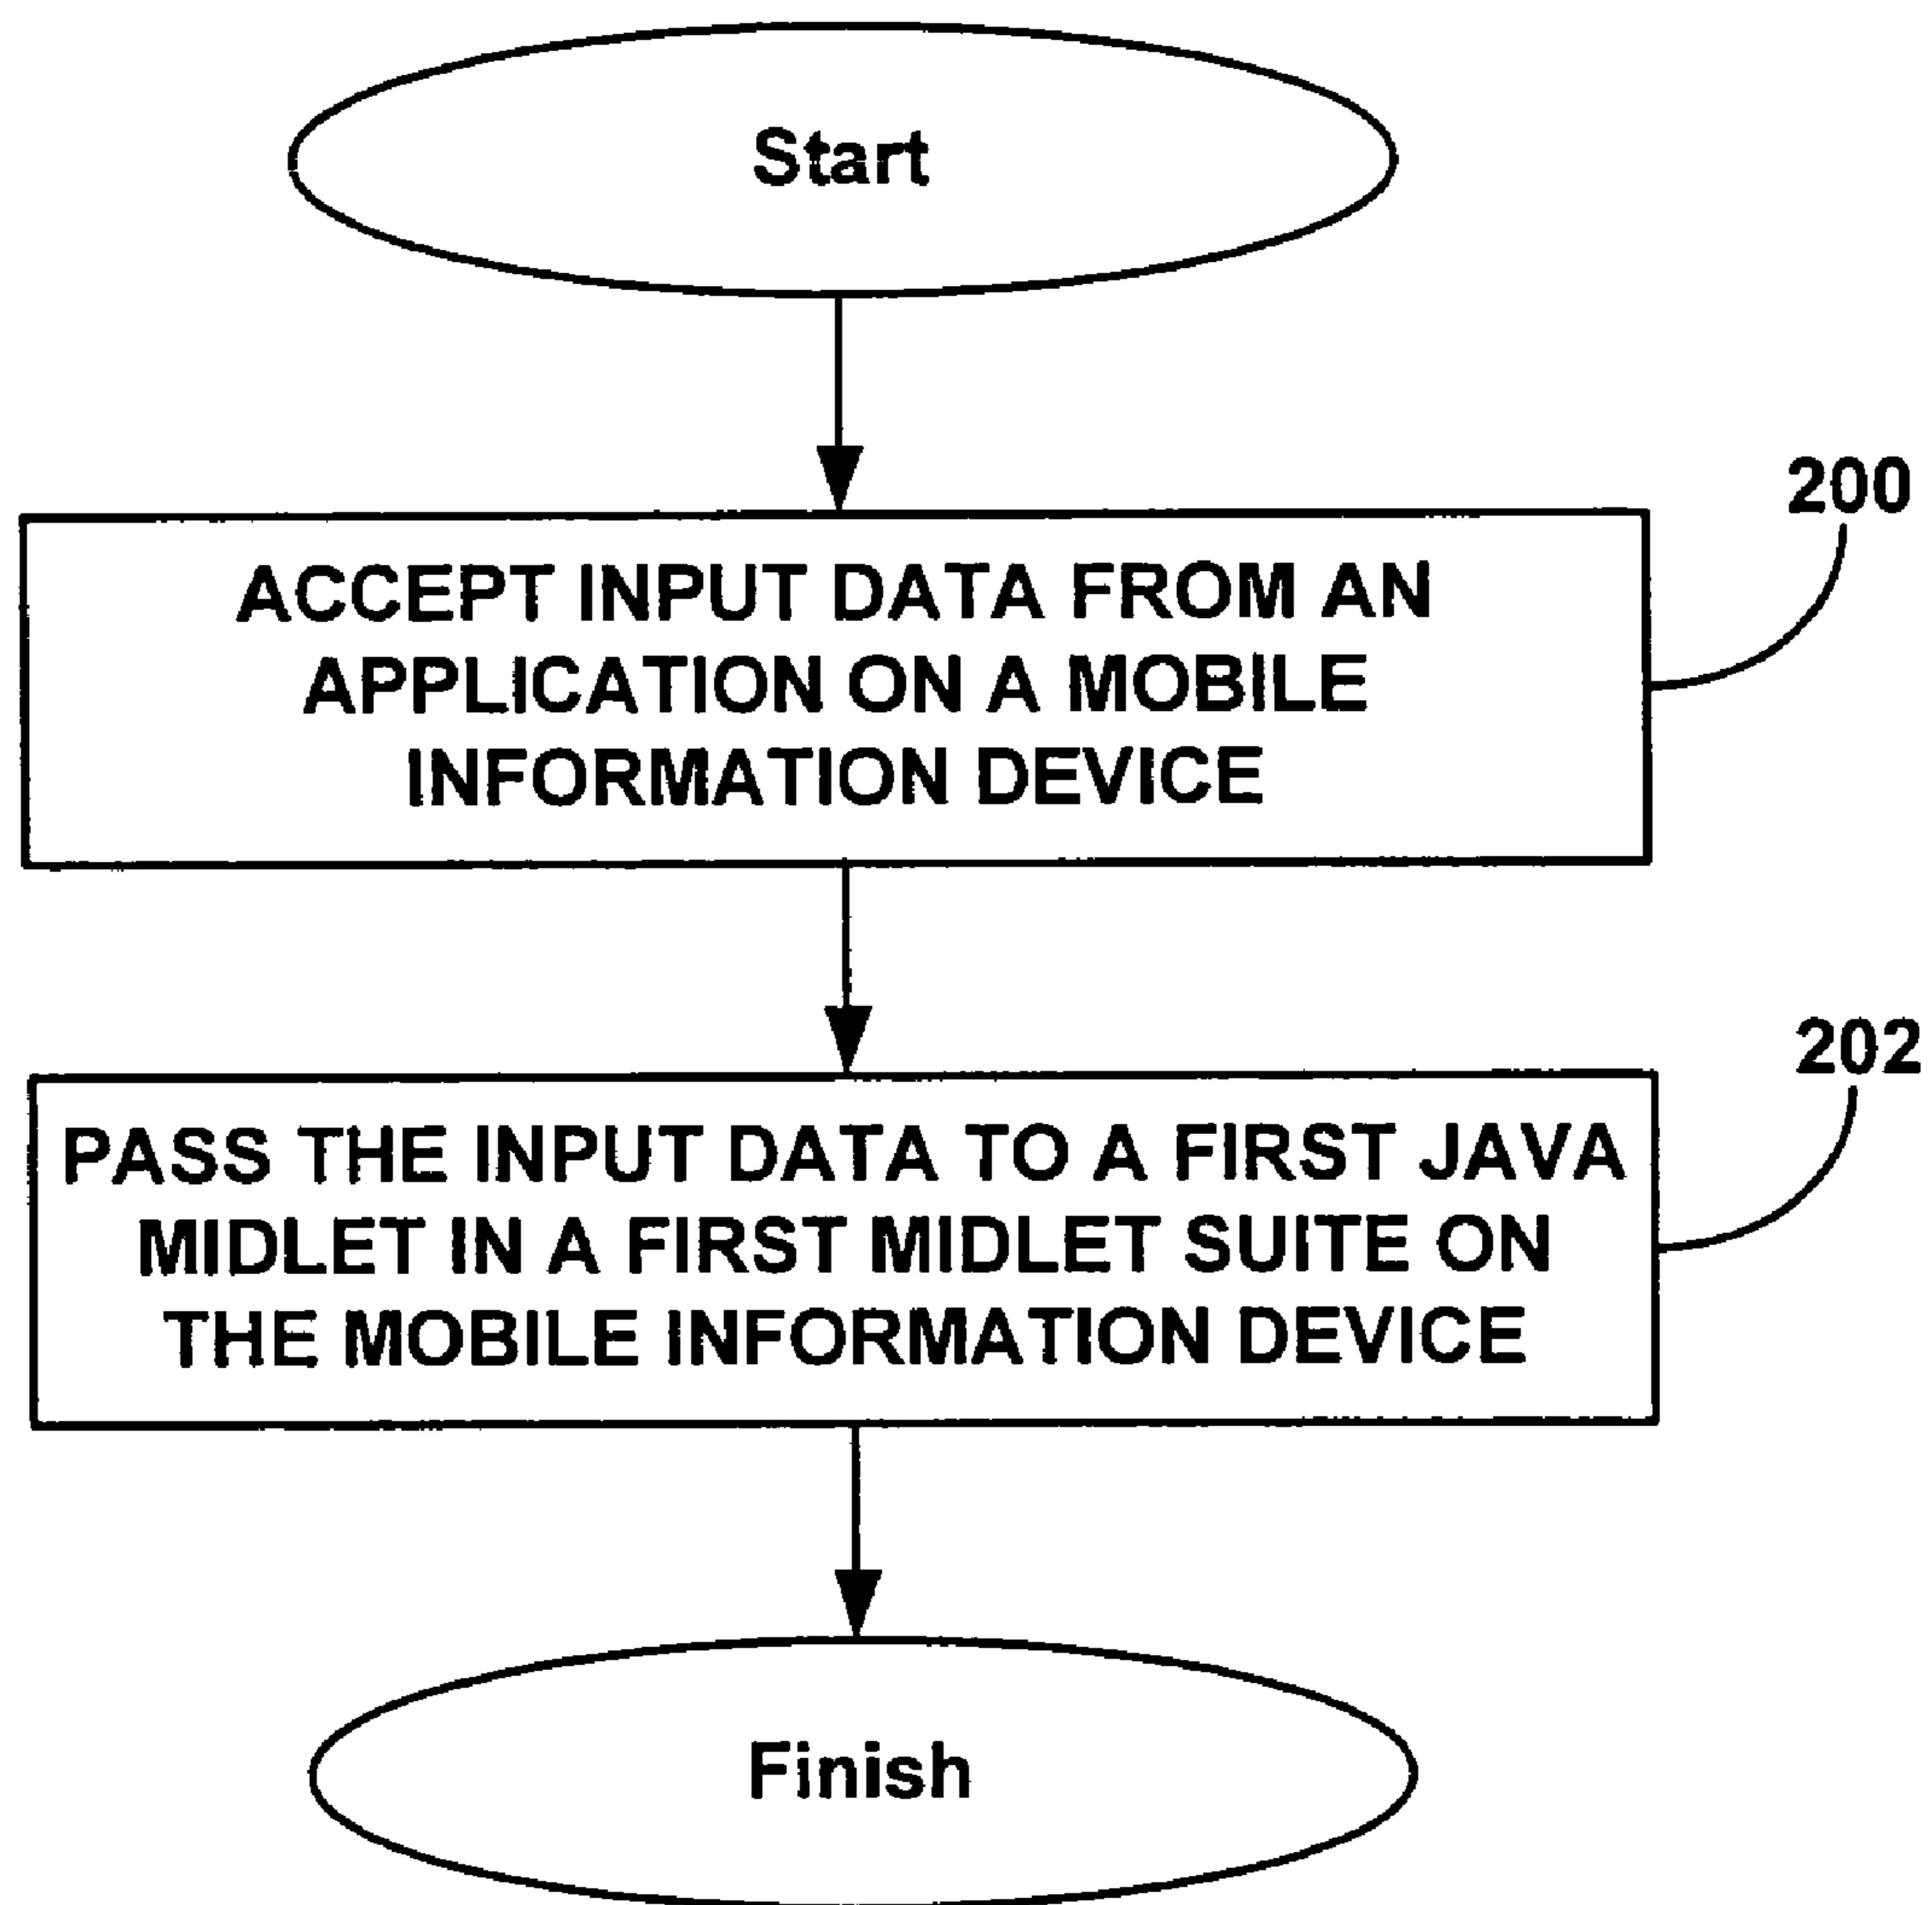 Start
200
ACCEPT INPUT DATA FROM AN
APPLICATION ON A MOBILE
INFORMATION DEVICE
202
PASS THE INPUT DATA TO A FIRST JAVA
MIDLET IN A FIRST MIDLET SUITE ON
THE MOBILE INFORMATION DEVICE
Finish